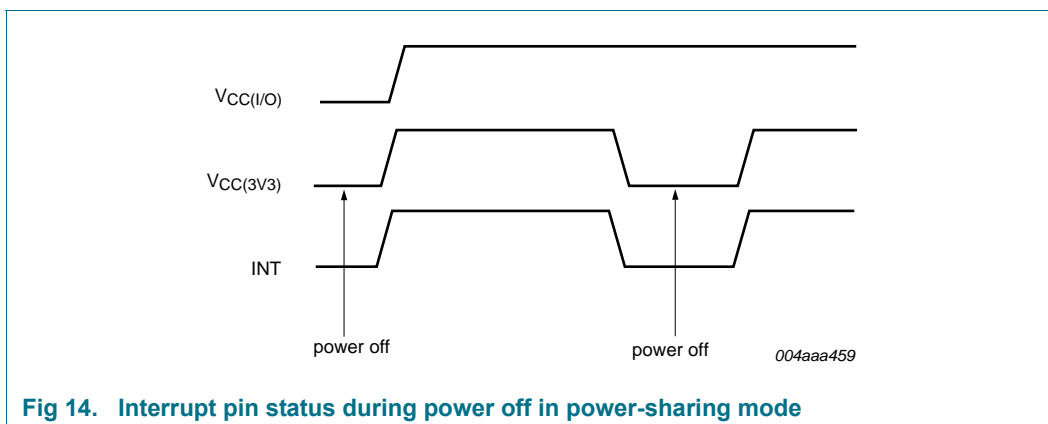 VCC(I/O)
VCC(3V3)
INT
power off
power off
004aaa459
Fig 14. Interrupt pin status during power off in power-sharing mode